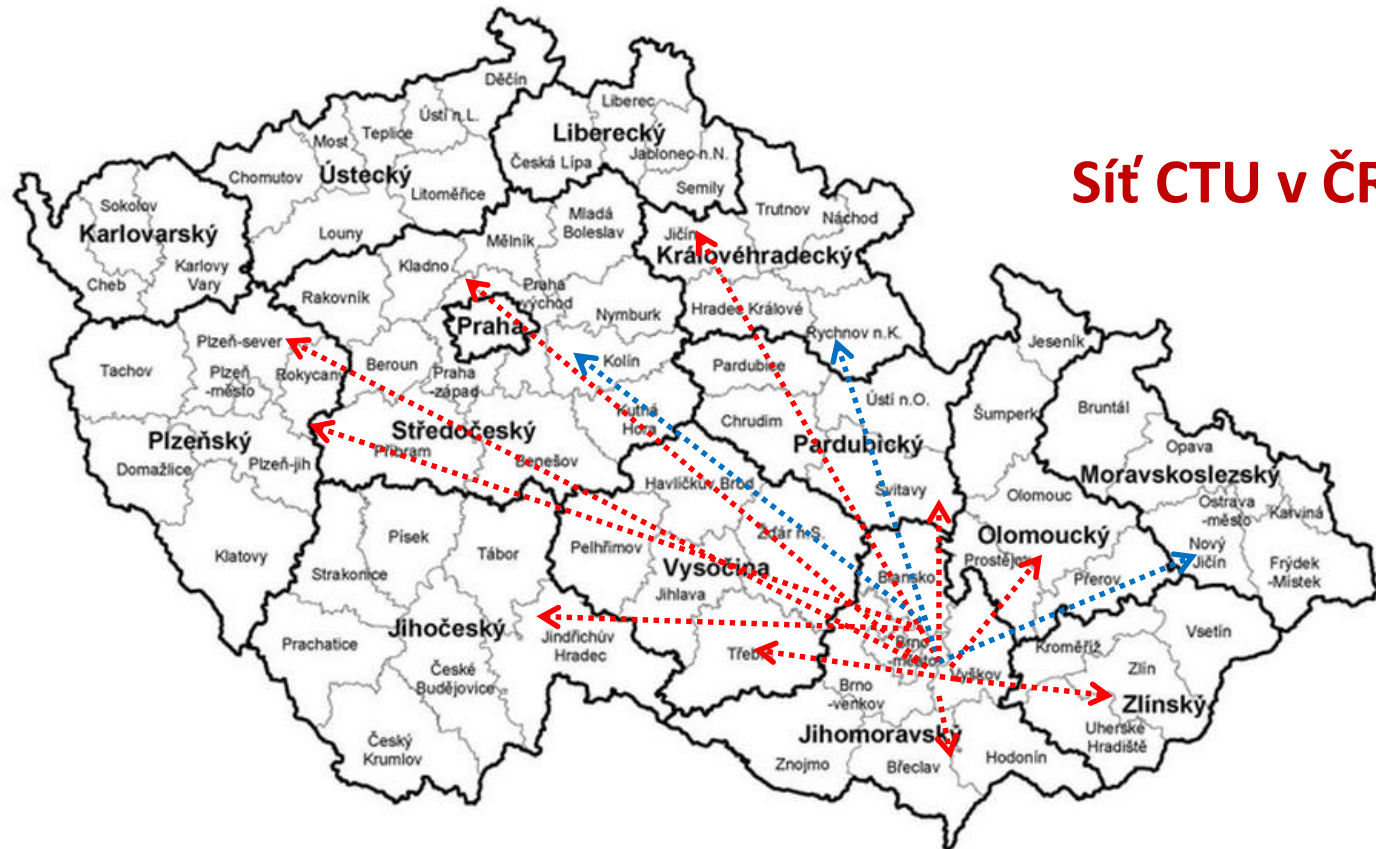 Síť CTU v ČR
Děčín
Ústí n.L.
Teplice
Most
Chomutov
Ústecký
Litoměřice
Louny
Liberec
Liberecký
Česká Lípa
Jablonec n.N.
Semily
Sokolov
Karlovarský
Karlovy
Vary
Cheb
Trutnov
Náchod
Jičín
Královéhradecký
Hradec Králové
Rychnov n.K.
Mladá
Boleslav
Mělník
Kladno
Rakovník
Praha
východ
Nymburk
Praha
Beroun
Praha
-západ
Kolín
Kutná
Hora
Středočeský
Příbram
Benešov
Plzeň-sever
Tachov
Plzeň
-město
Rokycany
Plzeňský
Domažlice
Plzeň-jih
Klatovy
Pardubice
Chrudim
Ústí n.O.
Pardubický
Svitavy
Jeseník
Šumperk
Olomouc
Olomoucký
Prostějov
Přerov
Bruntál
Opava
Moravskoslezský
Ostrava
-město
Karviná
Nový
Jičín
Frýdek
-Místek
Havlíčkův Brod
Žďár n.S.
Pelhřimov
Vysočina
Jihlava
Třebíč
Písek
Tábor
Strakonice
Jihočeský
Prachatice
Jindřichův
Hradec
České
Budějovice
Český
Krumlov
Blansko
Brno
-město
Vyškov
Brno
-venkov
Jihomoravský
Znojmo
Břeclav
Hodonín
Kroměříž
Vsetín
Zlín
Zlínský
Uherské
Hradiště